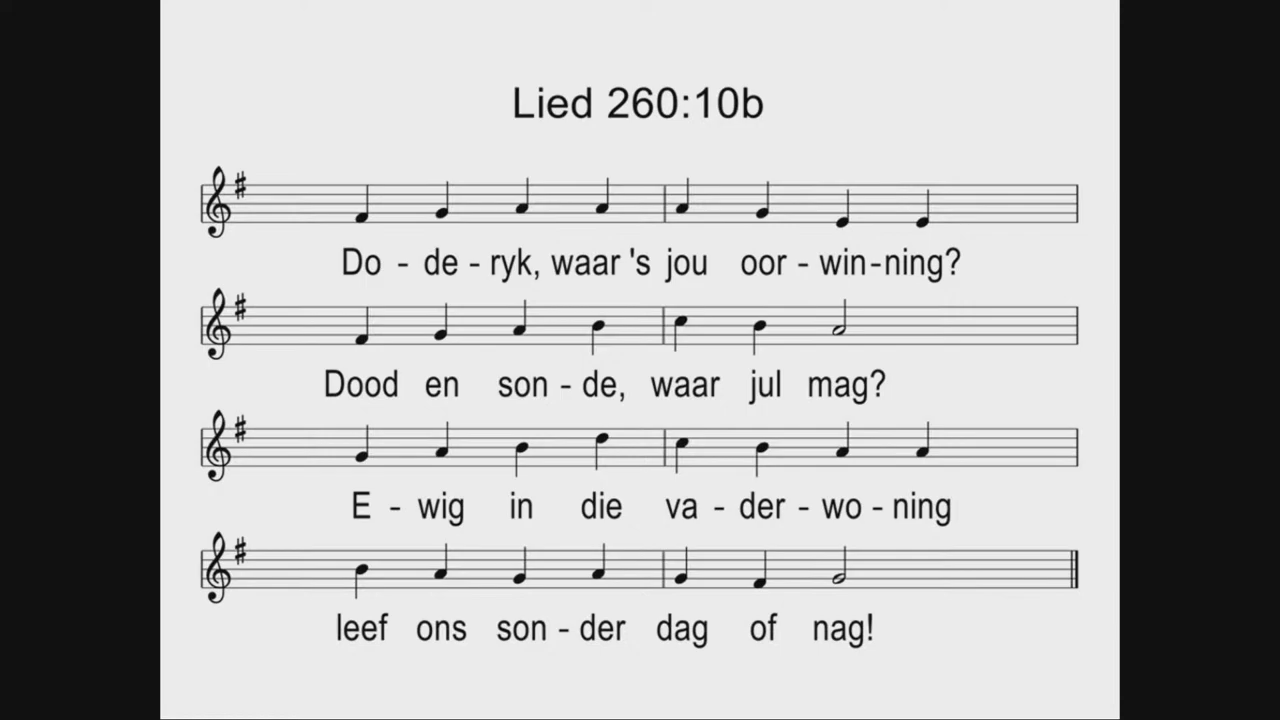 Lied 260:10b
Do - de - ryk, waar 's jou oor - win - ning?
Dood en son - de, waar jul mag?
E - wig in die va - der - wo - ning
leef ons son - der dag of nag!